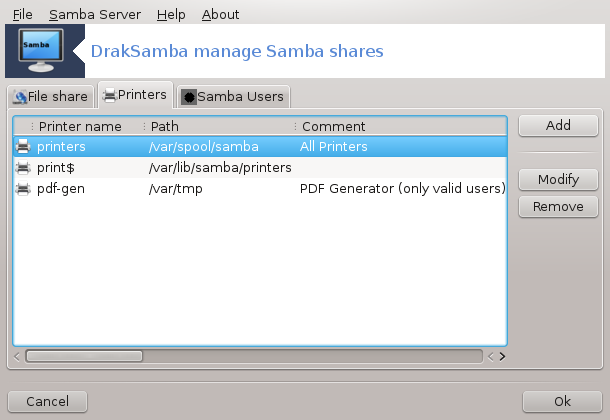 File Samba Server Help About
Samba
DrakSamba manage Samba shares
File share Printers Samba Users
Printer name Path Comment
printers /var/spool/samba All Printers
print$ /var/lib/samba/printers
pdf-gen /var/tmp PDF Generator (only valid users)
Add
Modify
Remove
Cancel Ok